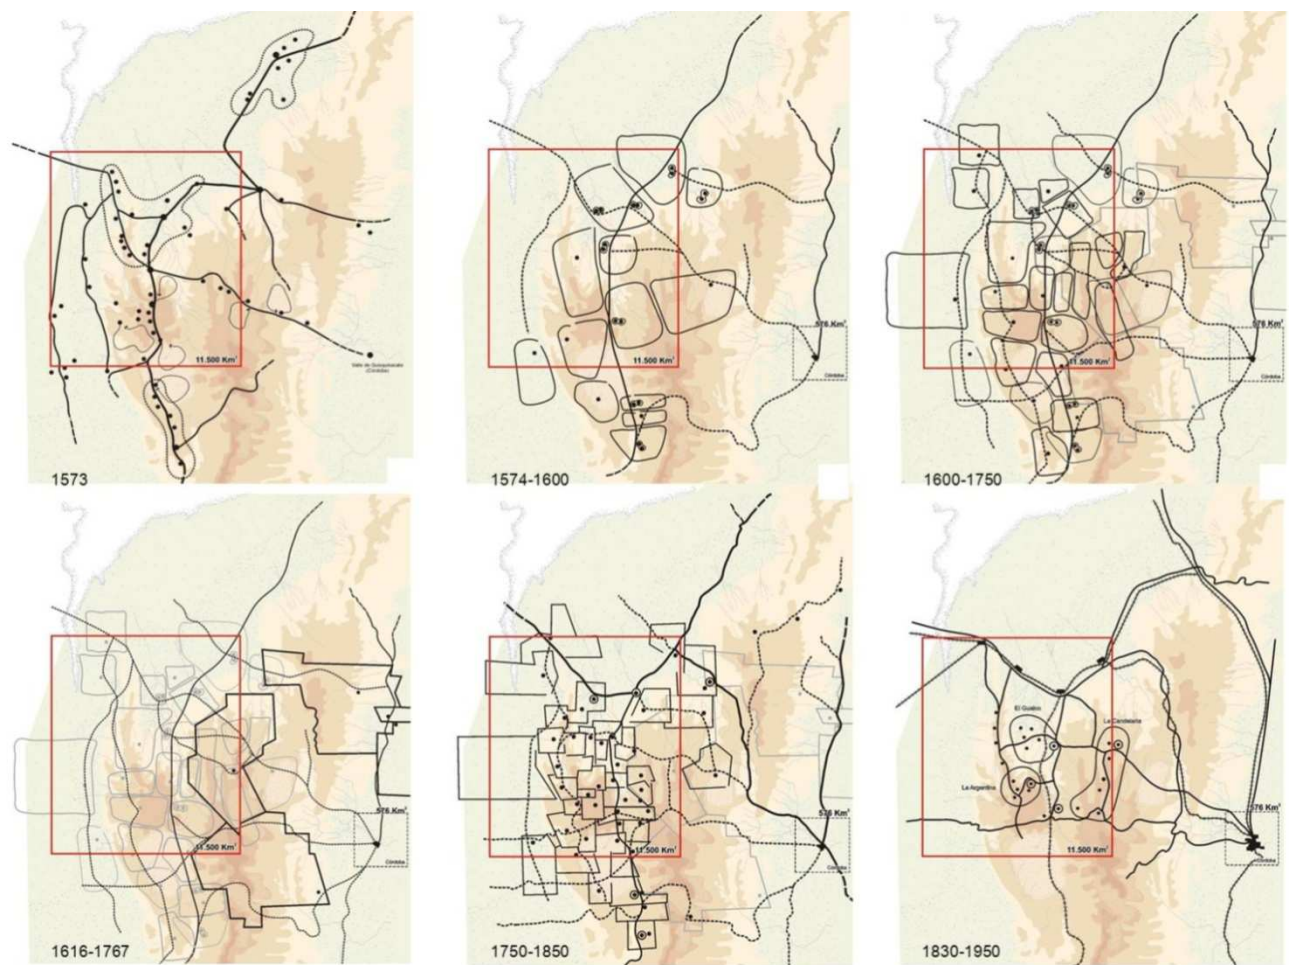 11.500 Km²
Valle de Quisquisacate
(Córdoba)
1573
576 Km²
11.500 Km²
Córdoba
1574-1600
576 Km²
11.500 Km²
Córdoba
1600-1750
576 Km²
11.500 Km²
Córdoba
1616-1767
576 Km²
11.500 Km²
Córdoba
1750-1850
El Guaico
La Candelaria
La Argentina
576 Km²
11.500 Km²
Córdoba
1830-1950